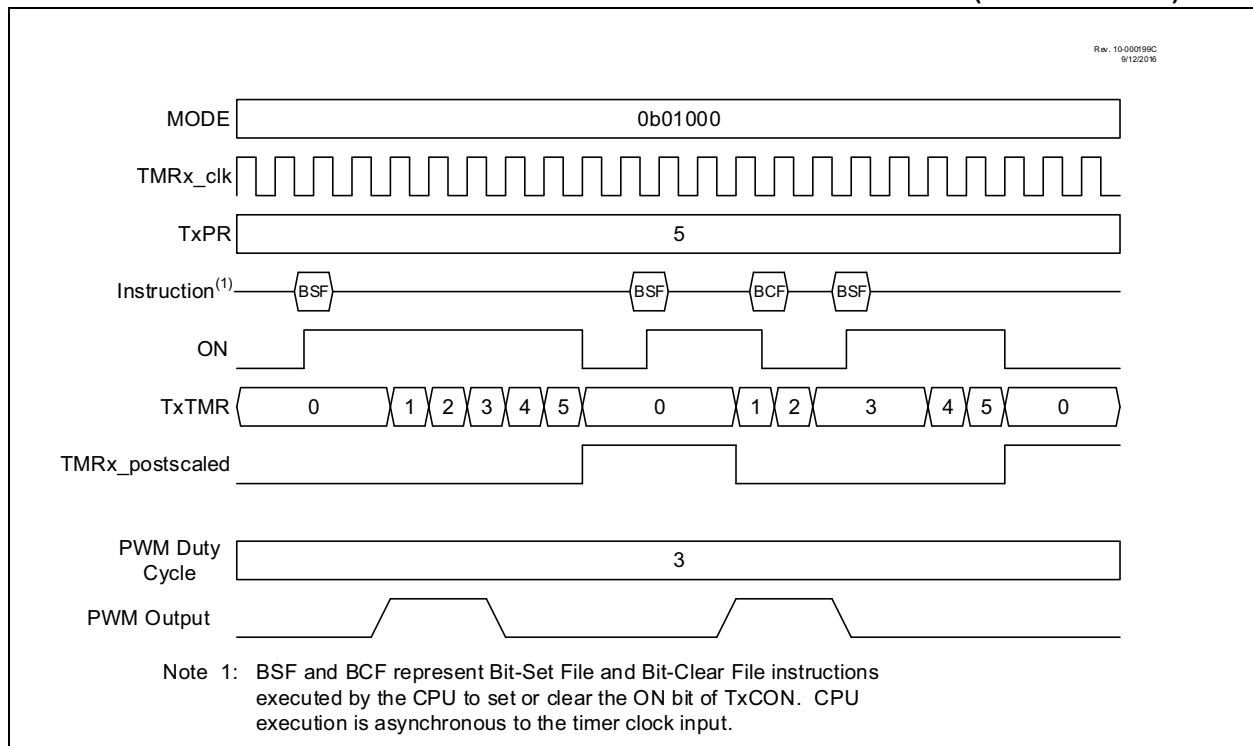 Rev. 10-000199C
9/12/2016
MODE 0b01000
TMRx_clk
TxPR 5
Instruction(1) BSF BSF BCF BSF
ON
TxTMR 0 1 2 3 4 5 0 1 2 3 4 5 0
TMRx_postscaled
PWM Duty
Cycle 3
PWM Output
Note 1: BSF and BCF represent Bit-Set File and Bit-Clear File instructions
executed by the CPU to set or clear the ON bit of TxCON. CPU
execution is asynchronous to the timer clock input.